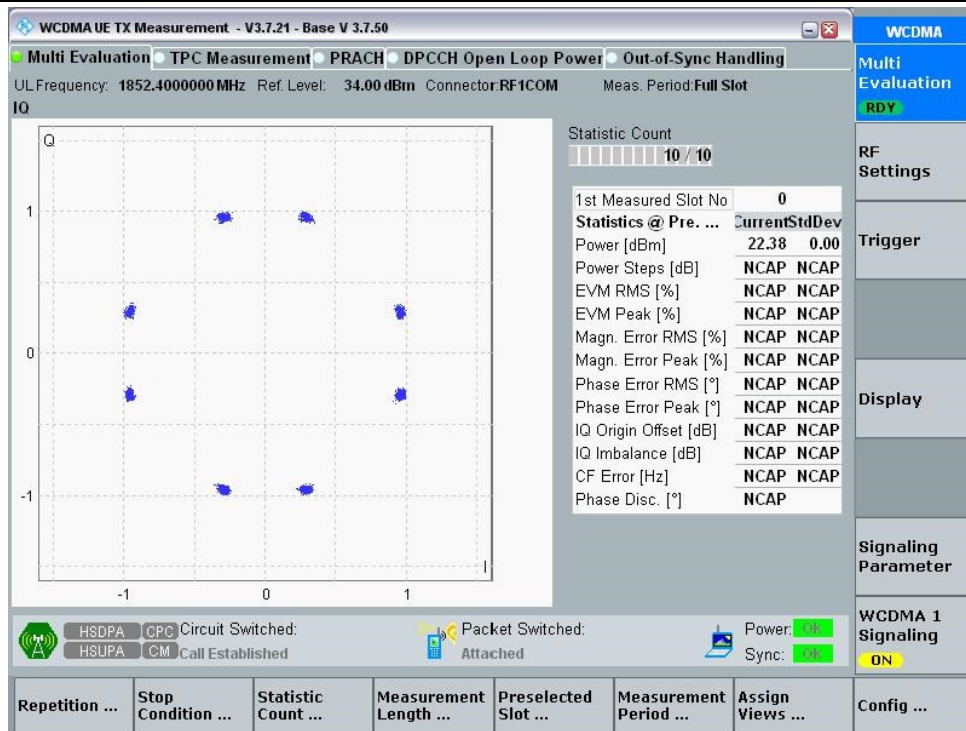 WCDMA UE TX Measurement - V3.7.21 - Base V 3.7.50
Multi Evaluation TPC Measurement PRACH DPCCH Open Loop Power Out-of-Sync Handling
UL Frequency: 1852.4000000 MHz Ref. Level: 34.00 dBm Connector: RF1COM Meas. Period: Full Slot
IQ
Q
1
0
-1
-1 0 1
I
Statistic Count
10 / 10
1st Measured Slot No 0
Statistics @ Pre. ... Current StdDev
Power [dBm] 22.38 0.00
Power Steps [dB] NCAP NCAP
EVM RMS [%] NCAP NCAP
EVM Peak [%] NCAP NCAP
Magn. Error RMS [%] NCAP NCAP
Magn. Error Peak [%] NCAP NCAP
Phase Error RMS [°] NCAP NCAP
Phase Error Peak [°] NCAP NCAP
IQ Origin Offset [dB] NCAP NCAP
IQ Imbalance [dB] NCAP NCAP
CF Error [Hz] NCAP NCAP
Phase Disc. [°] NCAP
HSDPA CPC Circuit Switched: Packet Switched: Power: OK
HSUPA CM Call Established Attached Sync: OK
WCDMA
Multi
Evaluation
RDY
RF
Settings
Trigger
Display
Signaling
Parameter
WCDMA 1
Signaling
ON
Repetition ...
Stop
Condition ...
Statistic
Count ...
Measurement
Length ...
Preselected
Slot ...
Measurement
Period ...
Assign
Views ...
Config ...